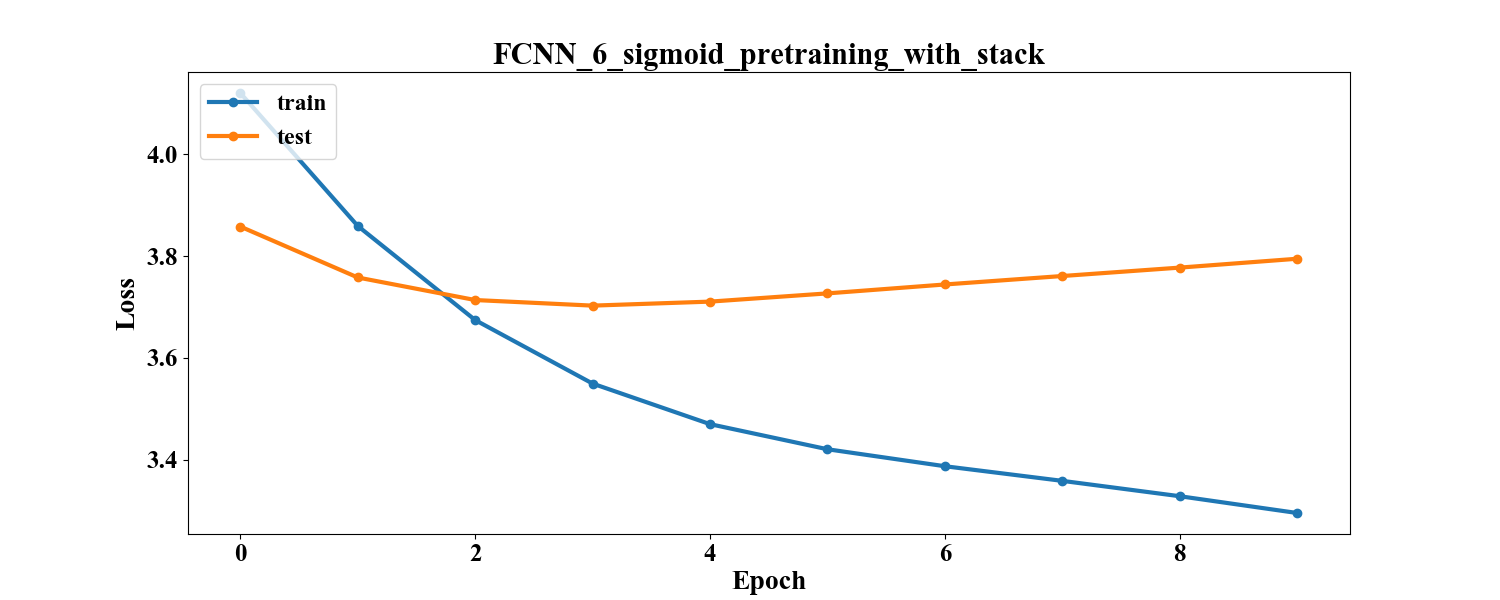 FCNN_6_sigmoid_pretraining_with_stack
train
test
Loss
4.0
3.8
3.6
3.4
0 2 4 6 8
Epoch